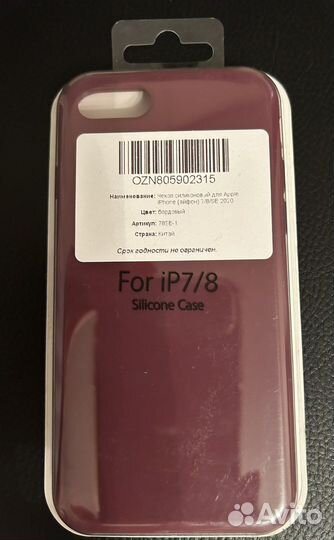 OZN805902315
Наименование: Чехол силиконовый для Apple
iPhone (айфон) 7/8/SE 2020
Цвет: бордовый
Артикул: 78SE-1
Страна: Китай
Срок годности не ограничен.
For iP7/8
Silicone Case
Avito